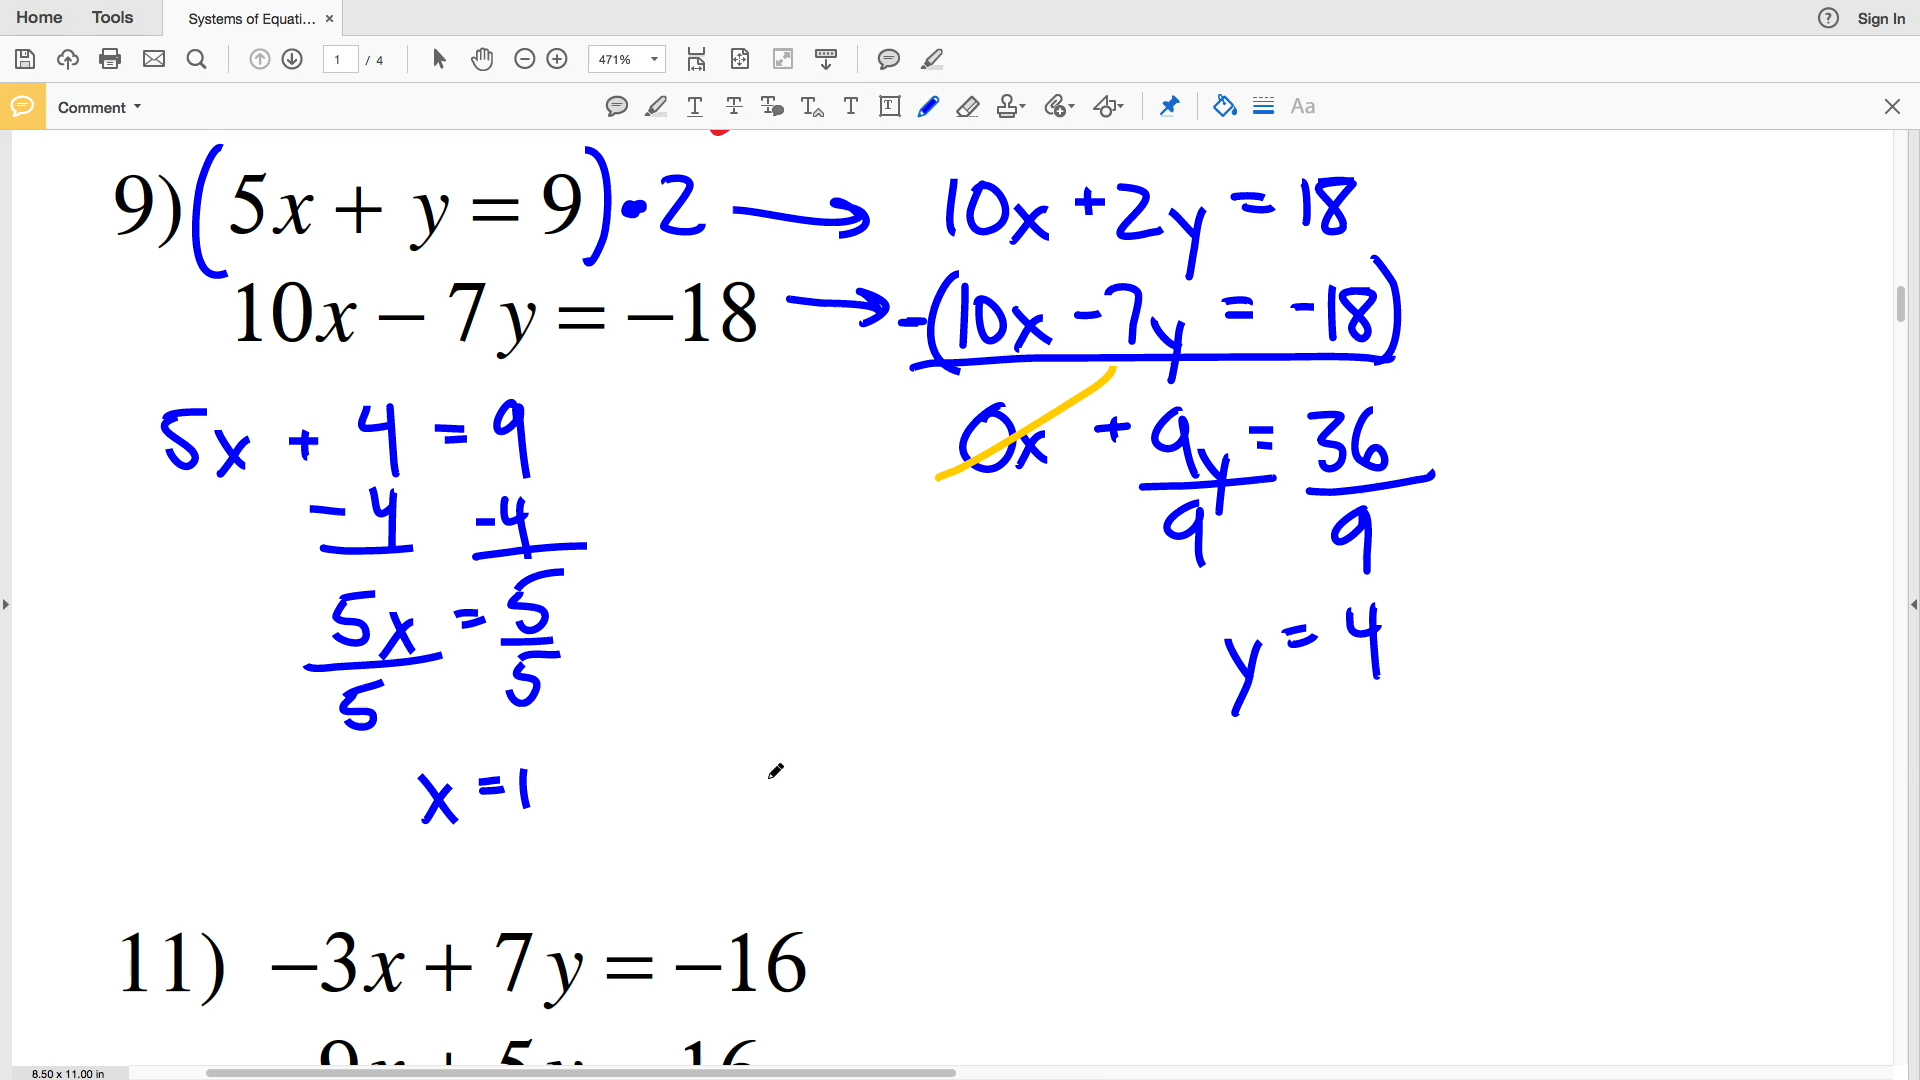 Home Tools Systems of Equati... × ? Sign In
1 / 4 471%
Comment Aa
9) (5x + y = 9) • 2 → 10x + 2y = 18
10x − 7y = −18 → -(10x - 7y = -18)
5x + 4 = 9 0x + 9y = 36
- 4 -4 9 9
5x = 5 y = 4
5 5
x = 1
11) −3x + 7y = −16
8.50 x 11.00 in